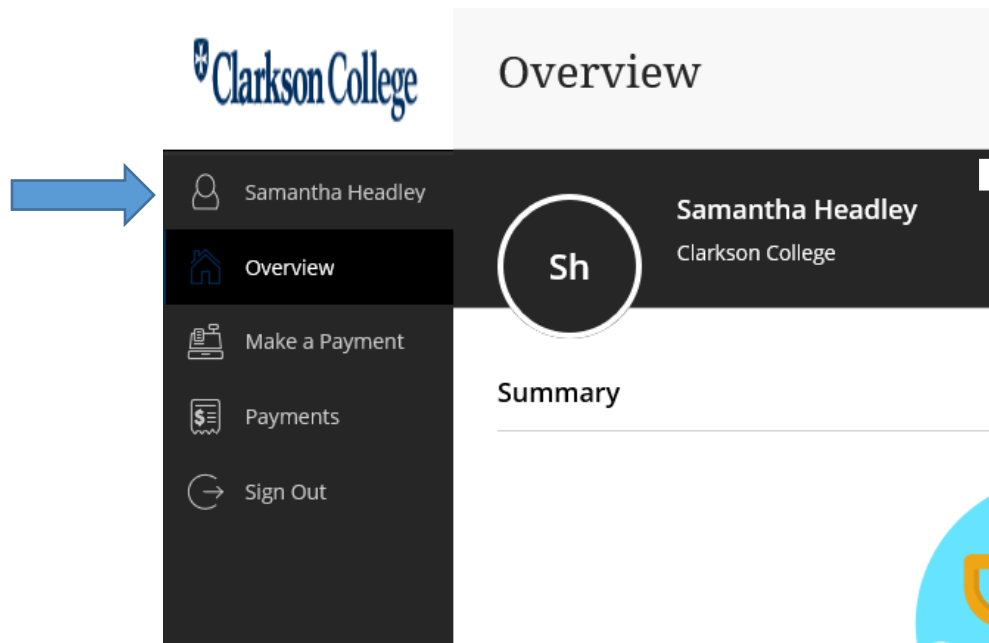 Clarkson College
Overview
Samantha Headley
Overview
Make a Payment
Payments
Sign Out
Sh
Samantha Headley
Clarkson College
Summary